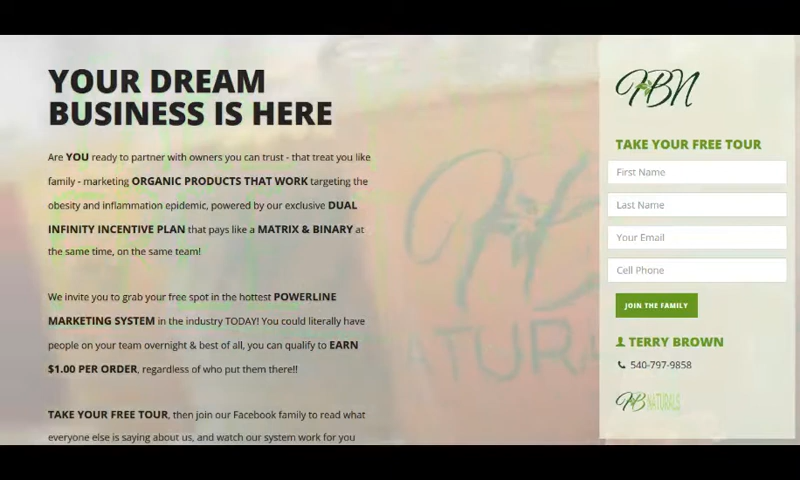 YOUR DREAM
BUSINESS IS HERE
Are YOU ready to partner with owners you can trust - that treat you like
family - marketing ORGANIC PRODUCTS THAT WORK targeting the
obesity and inflammation epidemic, powered by our exclusive DUAL
INFINITY INCENTIVE PLAN that pays like a MATRIX & BINARY at
the same time, on the same team!
We invite you to grab your free spot in the hottest POWERLINE
MARKETING SYSTEM in the industry TODAY! You could literally have
people on your team overnight & best of all, you can qualify to EARN
$1.00 PER ORDER, regardless of who put them there!!
TAKE YOUR FREE TOUR, then join our Facebook family to read what
everyone else is saying about us, and watch our system work for you
HBN
TAKE YOUR FREE TOUR
First Name
Last Name
Your Email
Cell Phone
JOIN THE FAMILY
TERRY BROWN
540-797-9858
HB NATURALS